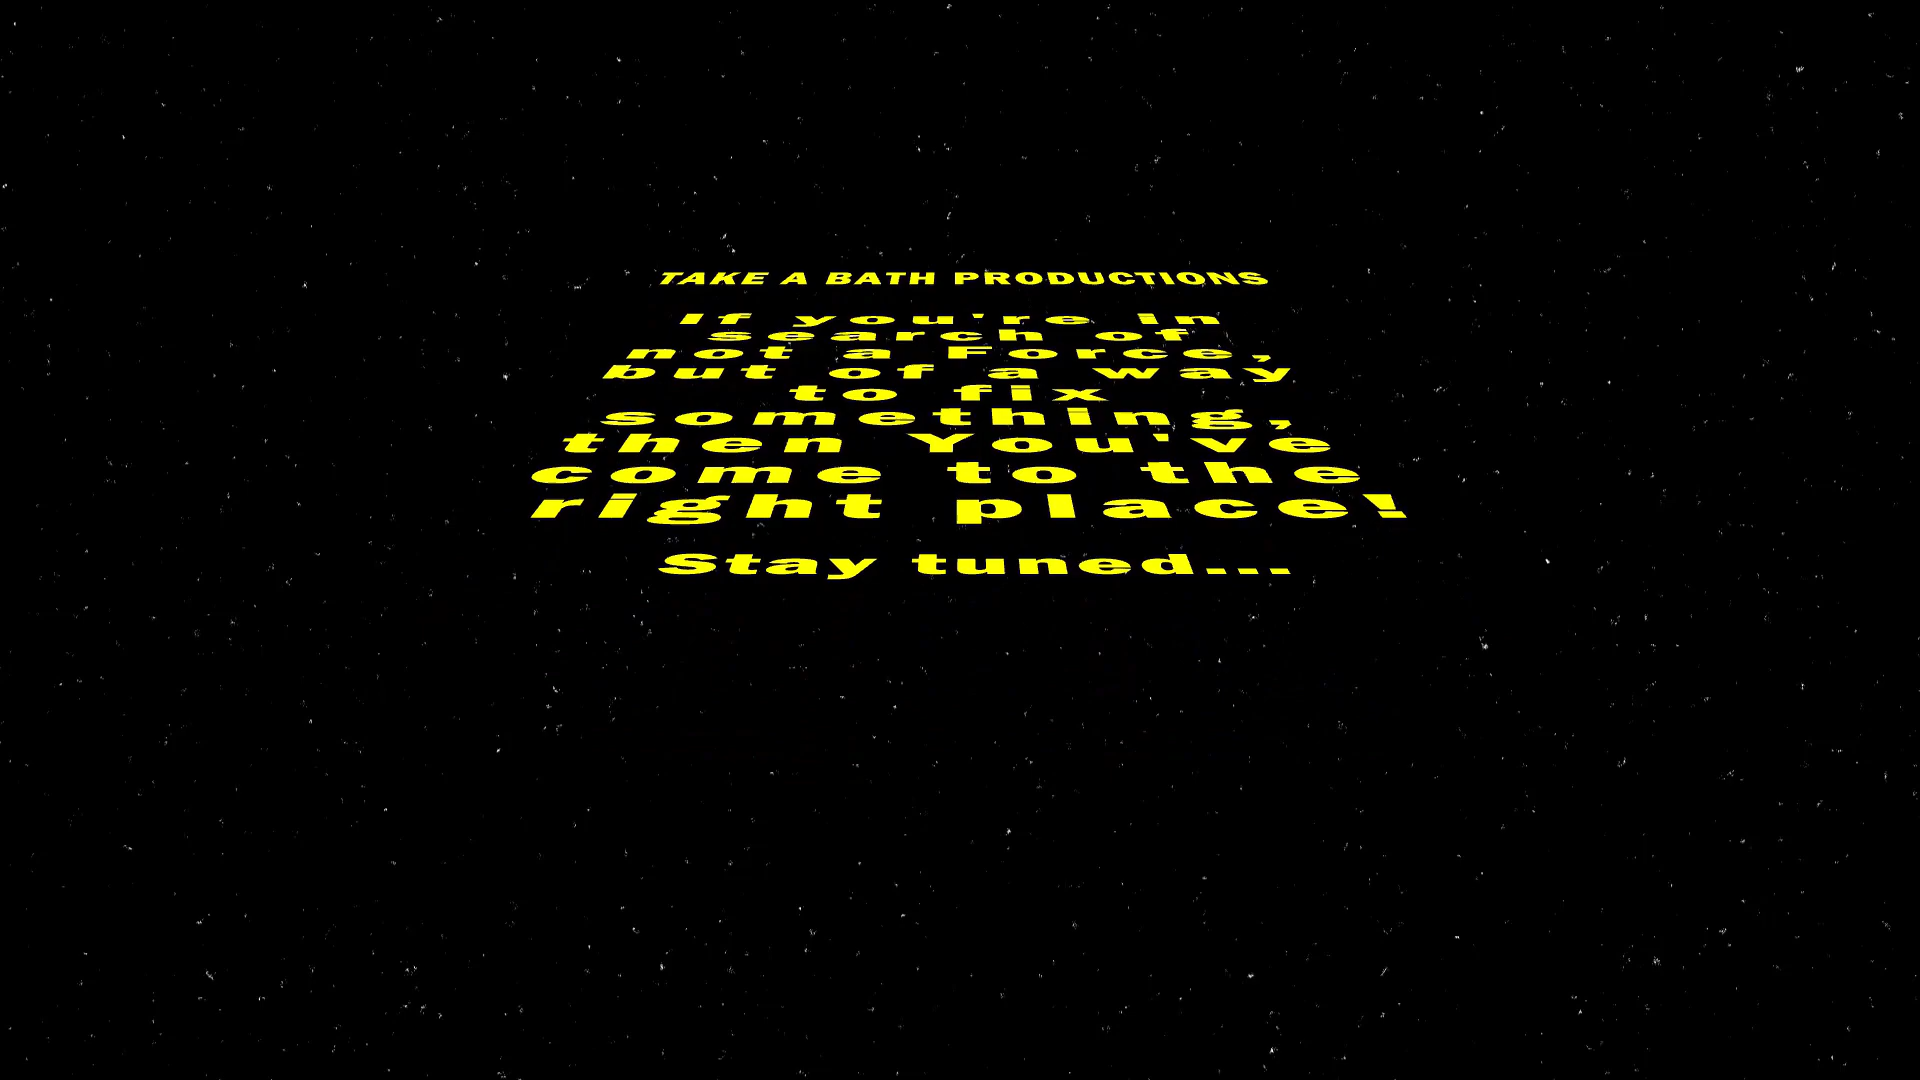 TAKE A BATH PRODUCTIONS
If you're in
search of
not a Force,
but of a way
to fix
something,
then You've
come to the
right place!
Stay tuned...